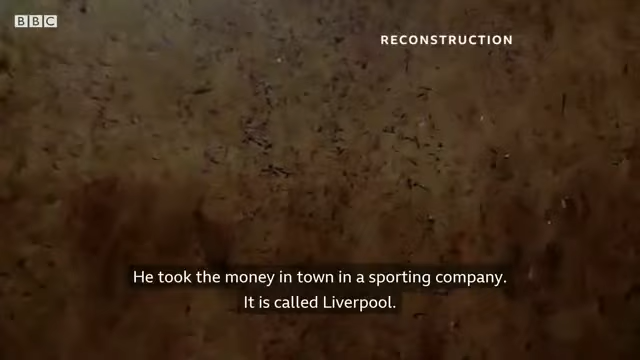 BBC
RECONSTRUCTION
He took the money in town in a sporting company.
It is called Liverpool.